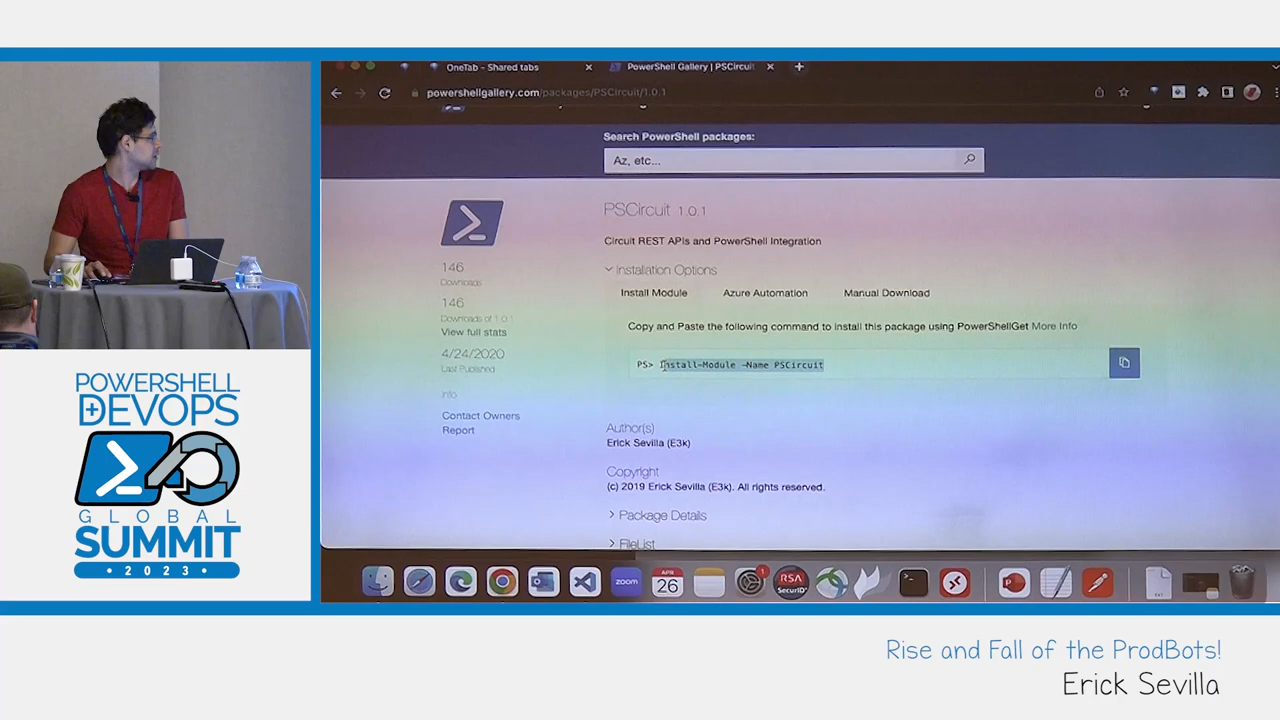 OneTab - Shared tabs
PowerShell Gallery | PSCircuit
powershellgallery.com/packages/PSCircuit/1.0.1
Search PowerShell packages:
Az, etc...
PSCircuit 1.0.1
Circuit REST APIs and PowerShell Integration
146
Downloads
146
Downloads of 1.0.1
View full stats
4/24/2020
Last Published
Info
Contact Owners
Report
Installation Options
Install Module Azure Automation Manual Download
Copy and Paste the following command to install this package using PowerShellGet More Info
PS> Install-Module -Name PSCircuit
Author(s)
Erick Sevilla (E3k)
Copyright
(c) 2019 Erick Sevilla (E3k). All rights reserved.
Package Details
FileList
zoom
APR
26
1
RSA
SecurID
POWERSHELL
+DEVOPS
GLOBAL
SUMMIT
• 2023 •
Rise and Fall of the ProdBots!
Erick Sevilla